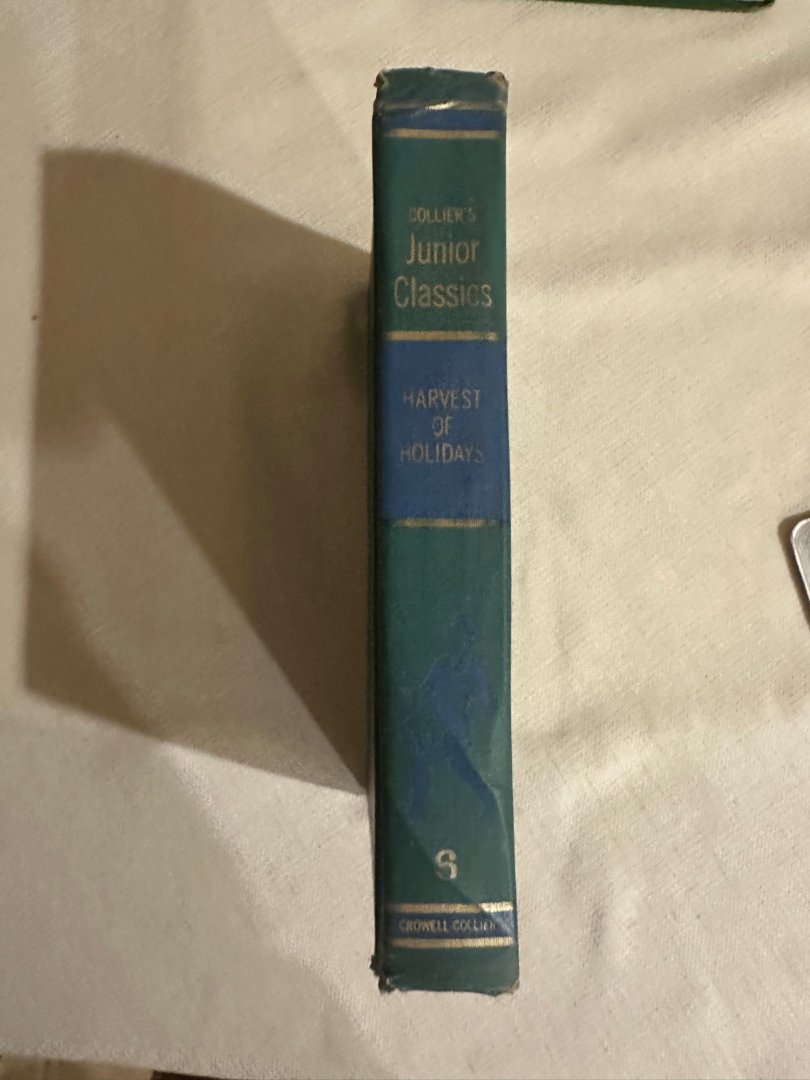 COLLIER'S
Junior
Classics
HARVEST
OF
HOLIDAYS
6
CROWELL COLLIER